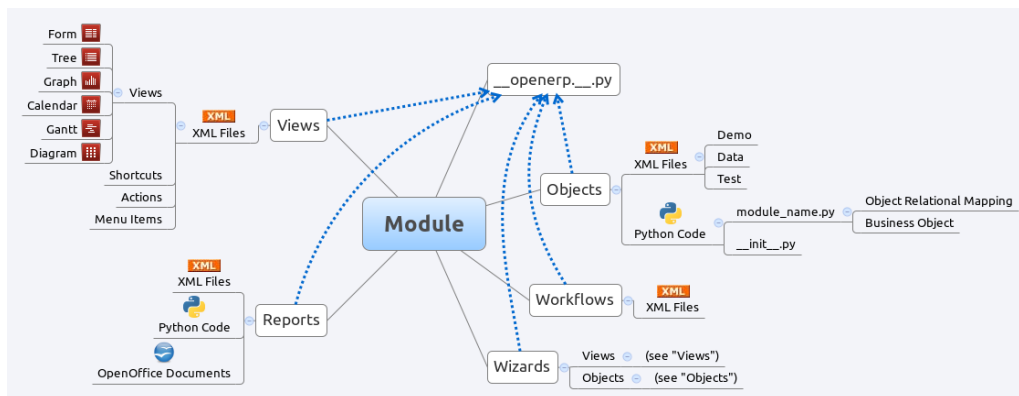 Form
Tree
Graph
Calendar
Gantt
Diagram
Views
XML
XML Files
Shortcuts
Actions
Menu Items
Views
__openerp.__.py
Module
Objects
XML
XML Files
Demo
Data
Test
Python Code
module_name.py
__init__.py
Object Relational Mapping
Business Object
XML
XML Files
Python Code
OpenOffice Documents
Reports
Workflows
XML
XML Files
Wizards
Views (see "Views")
Objects (see "Objects")